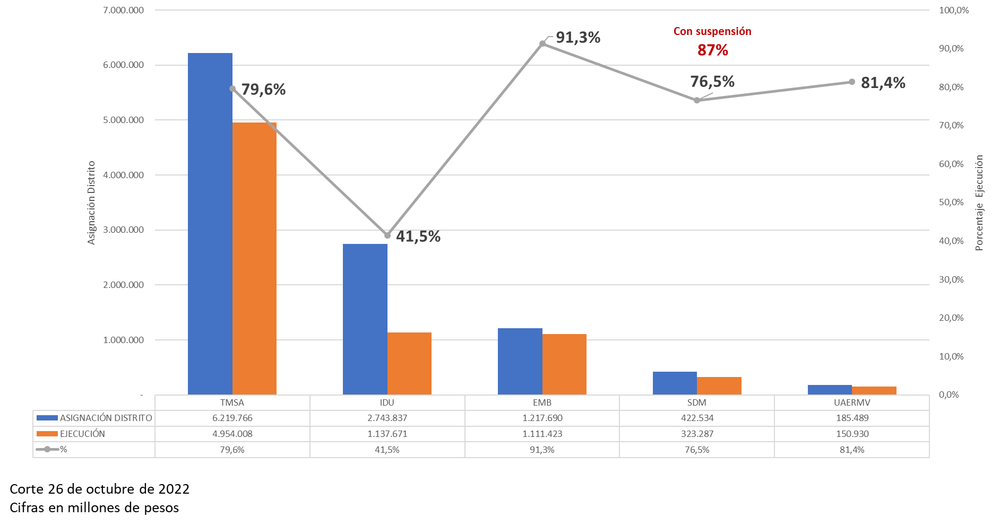 7.000.000
6.000.000
5.000.000
4.000.000
3.000.000
2.000.000
1.000.000
-
Asignación Distrito
100,0%
90,0%
80,0%
70,0%
60,0%
50,0%
40,0%
30,0%
20,0%
10,0%
0,0%
Porcentaje Ejecución
79,6%
41,5%
91,3%
Con suspensión
87%
76,5%
81,4%
TMSA IDU EMB SDM UAERMV
ASIGNACIÓN DISTRITO 6.219.766 2.743.837 1.217.690 422.534 185.489
EJECUCIÓN 4.954.008 1.137.671 1.111.423 323.287 150.930
% 79,6% 41,5% 91,3% 76,5% 81,4%
Corte 26 de octubre de 2022
Cifras en millones de pesos